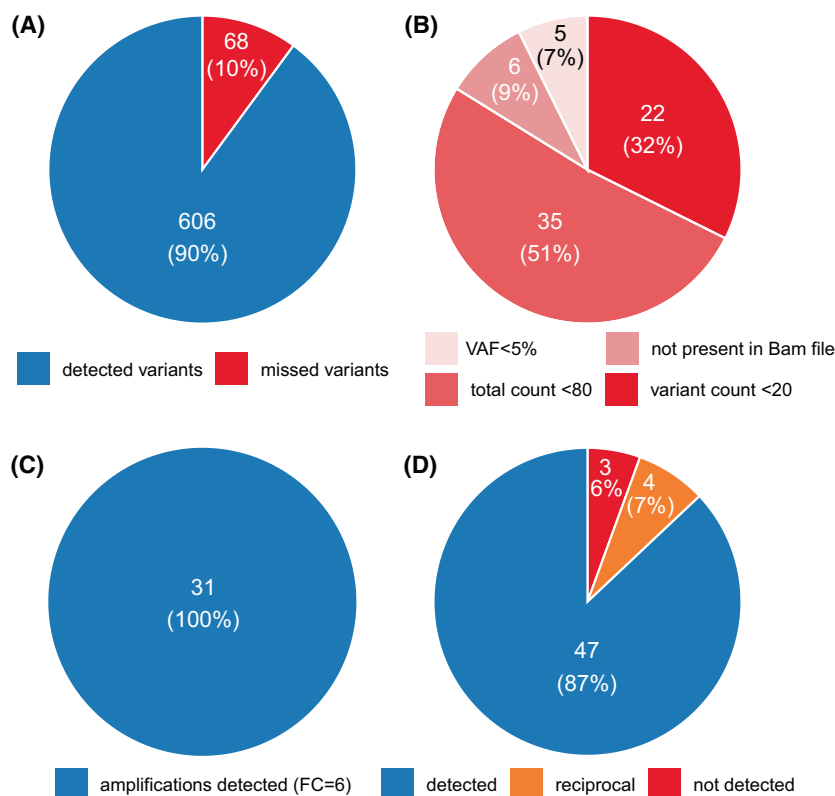 (A)
68
(10%)
606
(90%)
detected variants
missed variants
(B)
5
(7%)
6
(9%)
22
(32%)
35
(51%)
VAF<5%
not present in Bam file
total count <80
variant count <20
(C)
31
(100%)
amplifications detected (FC=6)
(D)
3
6%
4
(7%)
47
(87%)
detected
reciprocal
not detected